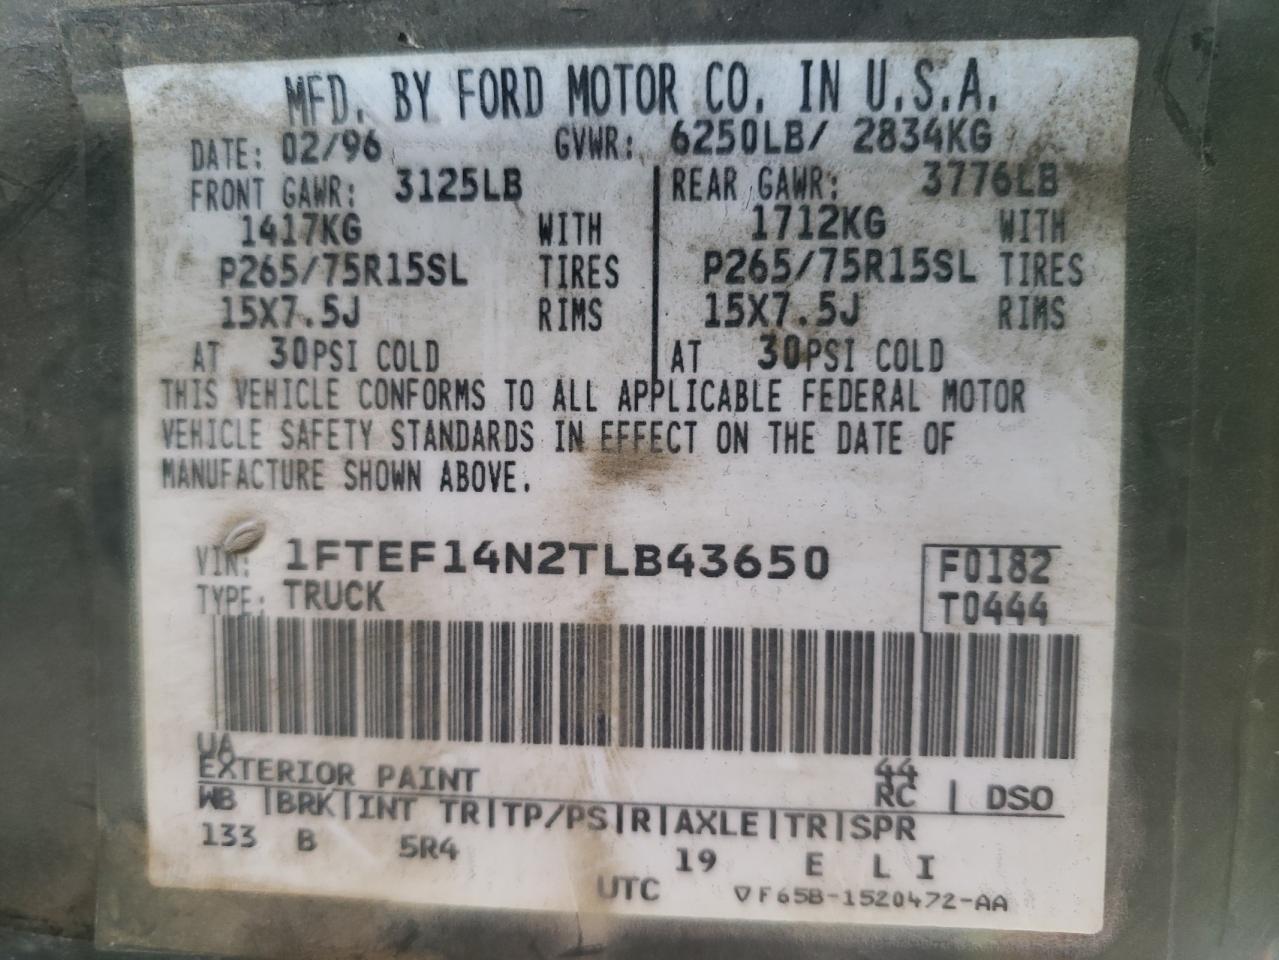 MFD. BY FORD MOTOR CO. IN U.S.A.
DATE: 02/96 GVWR: 6250LB/ 2834KG
FRONT GAWR: 3125LB REAR GAWR: 3776LB
1417KG WITH 1712KG WITH
P265/75R15SL TIRES P265/75R15SL TIRES
15X7.5J RIMS 15X7.5J RIMS
AT 30PSI COLD AT 30PSI COLD
THIS VEHICLE CONFORMS TO ALL APPLICABLE FEDERAL MOTOR
VEHICLE SAFETY STANDARDS IN EFFECT ON THE DATE OF
MANUFACTURE SHOWN ABOVE.
VIN: 1FTEF14N2TLB43650 F0182
TYPE: TRUCK T0444
UA
EXTERIOR PAINT 44
RC | DSO
WB |BRK|INT TR|TP/PS|R|AXLE|TR|SPR
133 B 5R4 19 E L I
UTC ▽F65B-1520472-AA